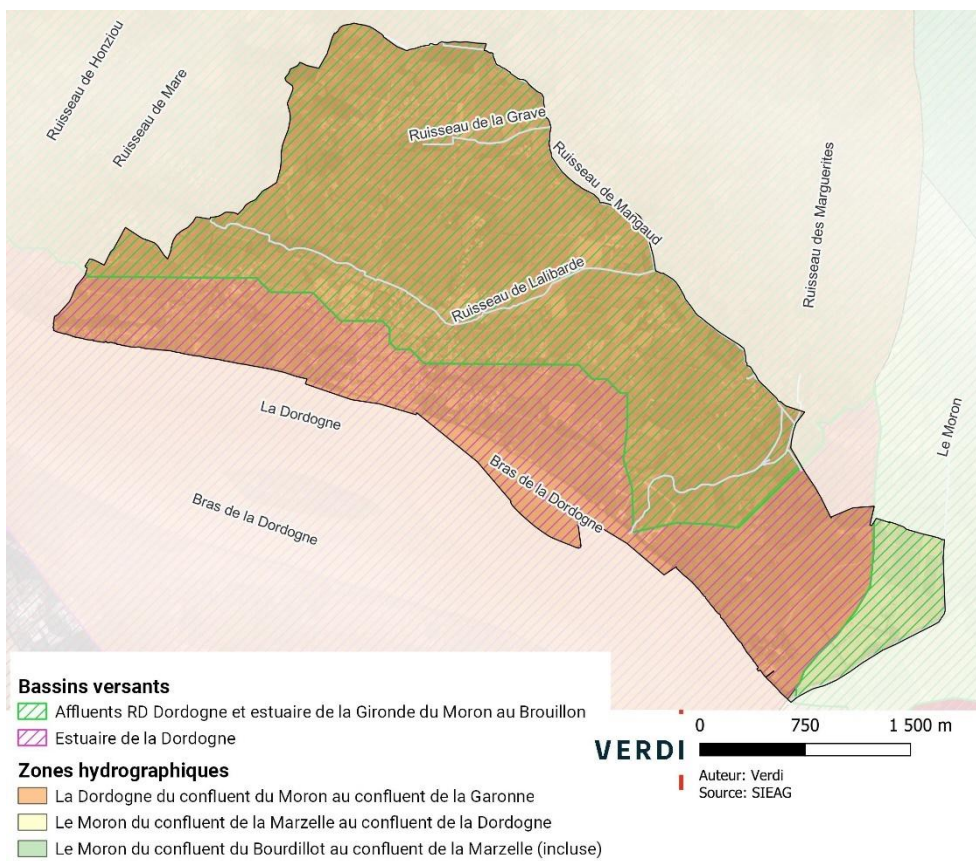 Ruisseau de Honziou
Ruisseau de Mare
Ruisseau de la Grave
Ruisseau de Mangaud
Ruisseau des Marguerites
Ruisseau de Lalibarde
La Dordogne
Bras de la Dordogne
Bras de la Dordogne
Le Moron
Bassins versants
Affluents RD Dordogne et estuaire de la Gironde du Moron au Brouillon
Estuaire de la Dordogne
Zones hydrographiques
La Dordogne du confluent du Moron au confluent de la Garonne
Le Moron du confluent de la Marzelle au confluent de la Dordogne
Le Moron du confluent du Bourdillot au confluent de la Marzelle (incluse)
VERDI
0 750 1 500 m
Auteur: Verdi
Source: SIEAG